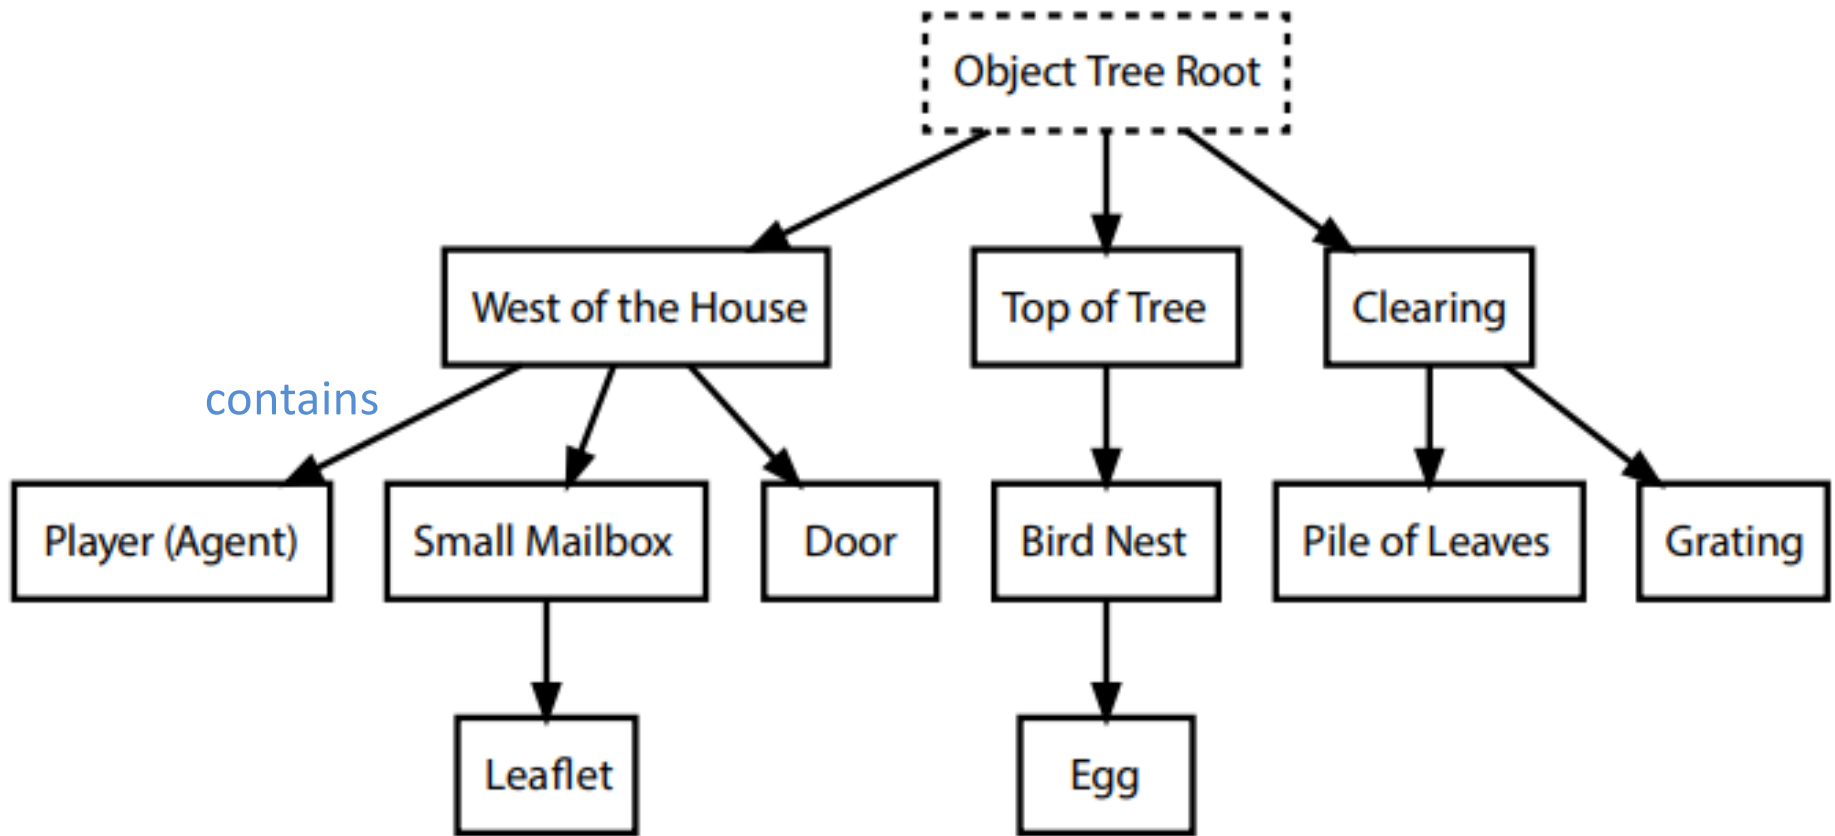 Object Tree Root
West of the House
Top of Tree
Clearing
contains
Player (Agent)
Small Mailbox
Door
Bird Nest
Pile of Leaves
Grating
Leaflet
Egg